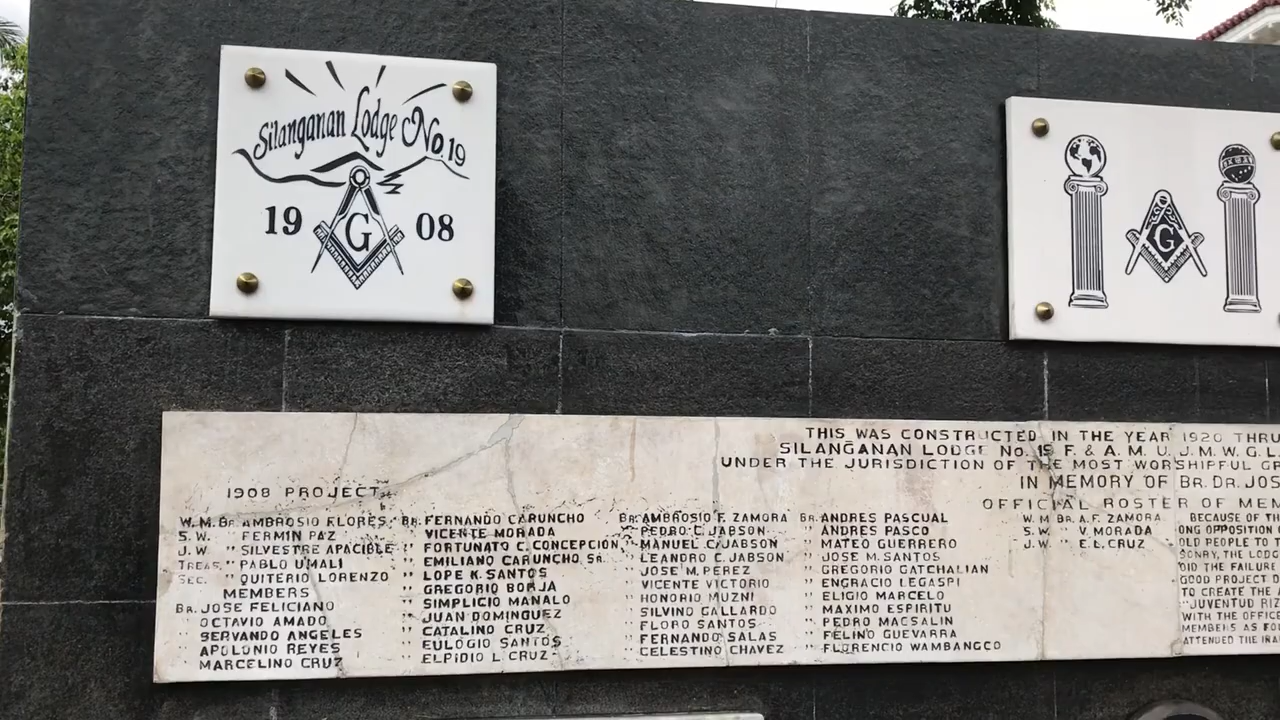 Silanganan Lodge No. 19
19 G 08
G
THIS WAS CONSTRUCTED IN THE YEAR 1920 THRU
SILANGANAN LODGE No. 19 F. & A. M. U. J. M. W. G. L.
UNDER THE JURISDICTION OF THE MOST WORSHIPFUL GR
IN MEMORY OF BR. DR. JOS
OFFICIAL ROSTER OF MEM
1908 PROJECT
W. M. BR. AMBROSIO FLORES
S. W. " FERMIN PAZ
J. W. " SILVESTRE APACIBLE
TREAS. " PABLO UMALI
SEC. " QUITERIO LORENZO
MEMBERS
BR. JOSE FELICIANO
" OCTAVIO AMADO
" SERVANDO ANGELES
" APOLONIO REYES
" MARCELINO CRUZ
BR. FERNANDO CARUNCHO
" VICENTE MORADA
" FORTUNATO C. CONCEPCION
" EMILIANO CARUNCHO SR.
" LOPE K. SANTOS
" GREGORIO BORJA
" SIMPLICIO MANALO
" JUAN DOMINGUEZ
" CATALINO CRUZ
" EULOGIO SANTOS
" ELPIDIO L. CRUZ
BR. AMBROSIO F. ZAMORA
" PEDRO C. JABSON
" MANUEL C. JABSON
" LEANDRO C. JABSON
" JOSE M. PEREZ
" VICENTE VICTORIO
" HONORIO MUZNI
" SILVINO GALLARDO
" FLORO SANTOS
" FERNANDO SALAS
" CELESTINO CHAVEZ
BR. ANDRES PASCUAL
" ANDRES PASCO
" MATEO GUERRERO
" JOSE M. SANTOS
" GREGORIO GATCHALIAN
" ENGRACIO LEGASPI
" ELIGIO MARCELO
" MAXIMO ESPIRITU
" PEDRO MACSALIN
" FELINO GUEVARRA
" FLORENCIO WAMBANGCO
W. M. BR. A. F. ZAMORA
S. W. " V. MORADA
J. W. " E. L. CRUZ
BECAUSE OF TH
ONG OPPOSITION
OLD PEOPLE TO T
SONRY, THE LODG
DID THE FAILURE
GOOD PROJECT D
TO CREATE THE A
"JUVENTUD RIZ
WITH THE OFFICE
MEMBERS AS FO
ATTENDED THE IRA